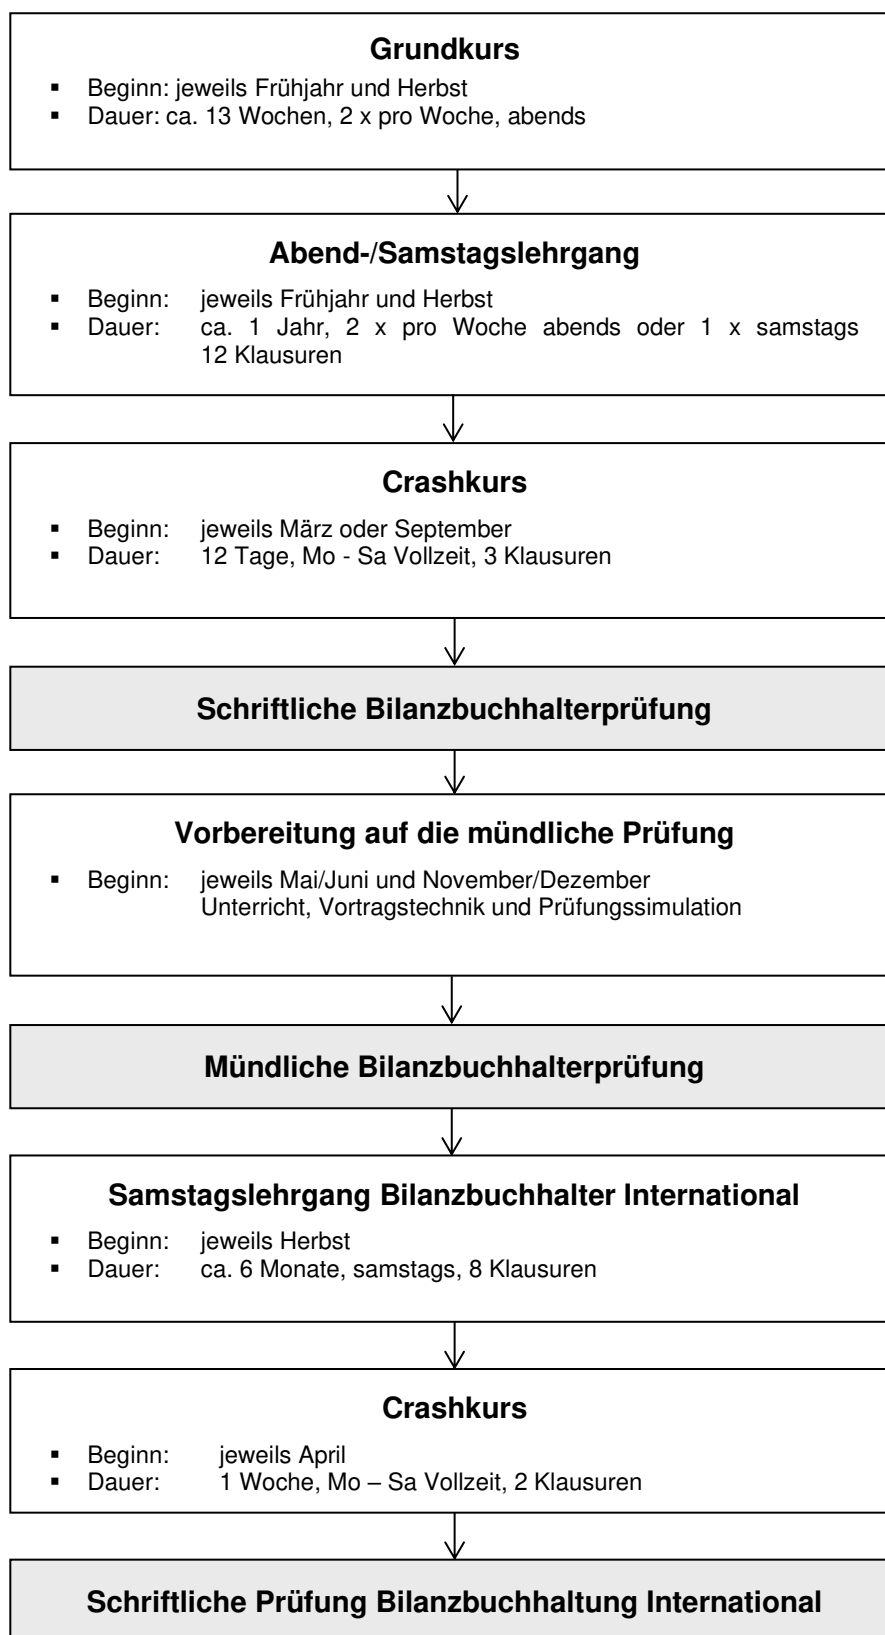 Grundkurs
▪ Beginn: jeweils Frühjahr und Herbst
▪ Dauer: ca. 13 Wochen, 2 x pro Woche, abends
Abend-/Samstagslehrgang
▪ Beginn: jeweils Frühjahr und Herbst
▪ Dauer: ca. 1 Jahr, 2 x pro Woche abends oder 1 x samstags
12 Klausuren
Crashkurs
▪ Beginn: jeweils März oder September
▪ Dauer: 12 Tage, Mo - Sa Vollzeit, 3 Klausuren
Schriftliche Bilanzbuchhalterprüfung
Vorbereitung auf die mündliche Prüfung
▪ Beginn: jeweils Mai/Juni und November/Dezember
Unterricht, Vortragstechnik und Prüfungssimulation
Mündliche Bilanzbuchhalterprüfung
Samstagslehrgang Bilanzbuchhalter International
▪ Beginn: jeweils Herbst
▪ Dauer: ca. 6 Monate, samstags, 8 Klausuren
Crashkurs
▪ Beginn: jeweils April
▪ Dauer: 1 Woche, Mo – Sa Vollzeit, 2 Klausuren
Schriftliche Prüfung Bilanzbuchhaltung International